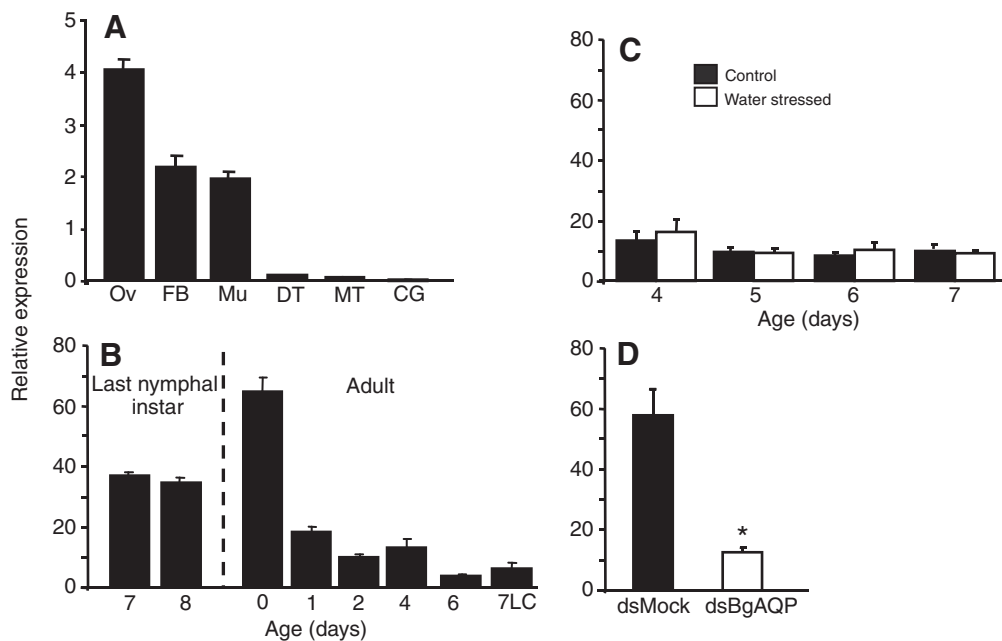 Relative expression
A
5
4
3
2
1
0
Ov FB Mu DT MT CG
B
80
60
40
20
0
Last nymphal
instar
Adult
7 8 0 1 2 4 6 7LC
Age (days)
C
80
60
40
20
0
Control
Water stressed
4 5 6 7
Age (days)
D
80
60
40
20
0
*
dsMock dsBgAQP